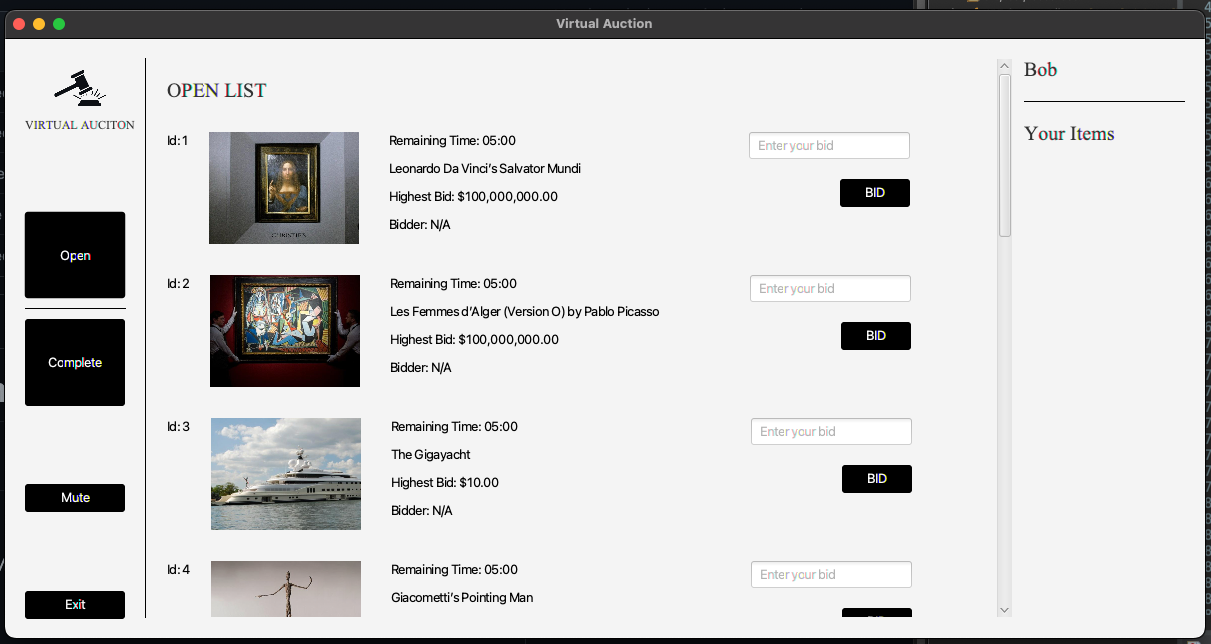 Virtual Auction
VIRTUAL AUCITON
Open
Complete
Mute
Exit
OPEN LIST
Id: 1
CHRISTIE'S
Remaining Time: 05:00
Leonardo Da Vinci's Salvator Mundi
Highest Bid: $100,000,000.00
Bidder: N/A
Enter your bid
BID
Id: 2
Remaining Time: 05:00
Les Femmes d'Alger (Version O) by Pablo Picasso
Highest Bid: $100,000,000.00
Bidder: N/A
Enter your bid
BID
Id: 3
Remaining Time: 05:00
The Gigayacht
Highest Bid: $10.00
Bidder: N/A
Enter your bid
BID
Id: 4
Remaining Time: 05:00
Giacometti's Pointing Man
Enter your bid
Bob
Your Items